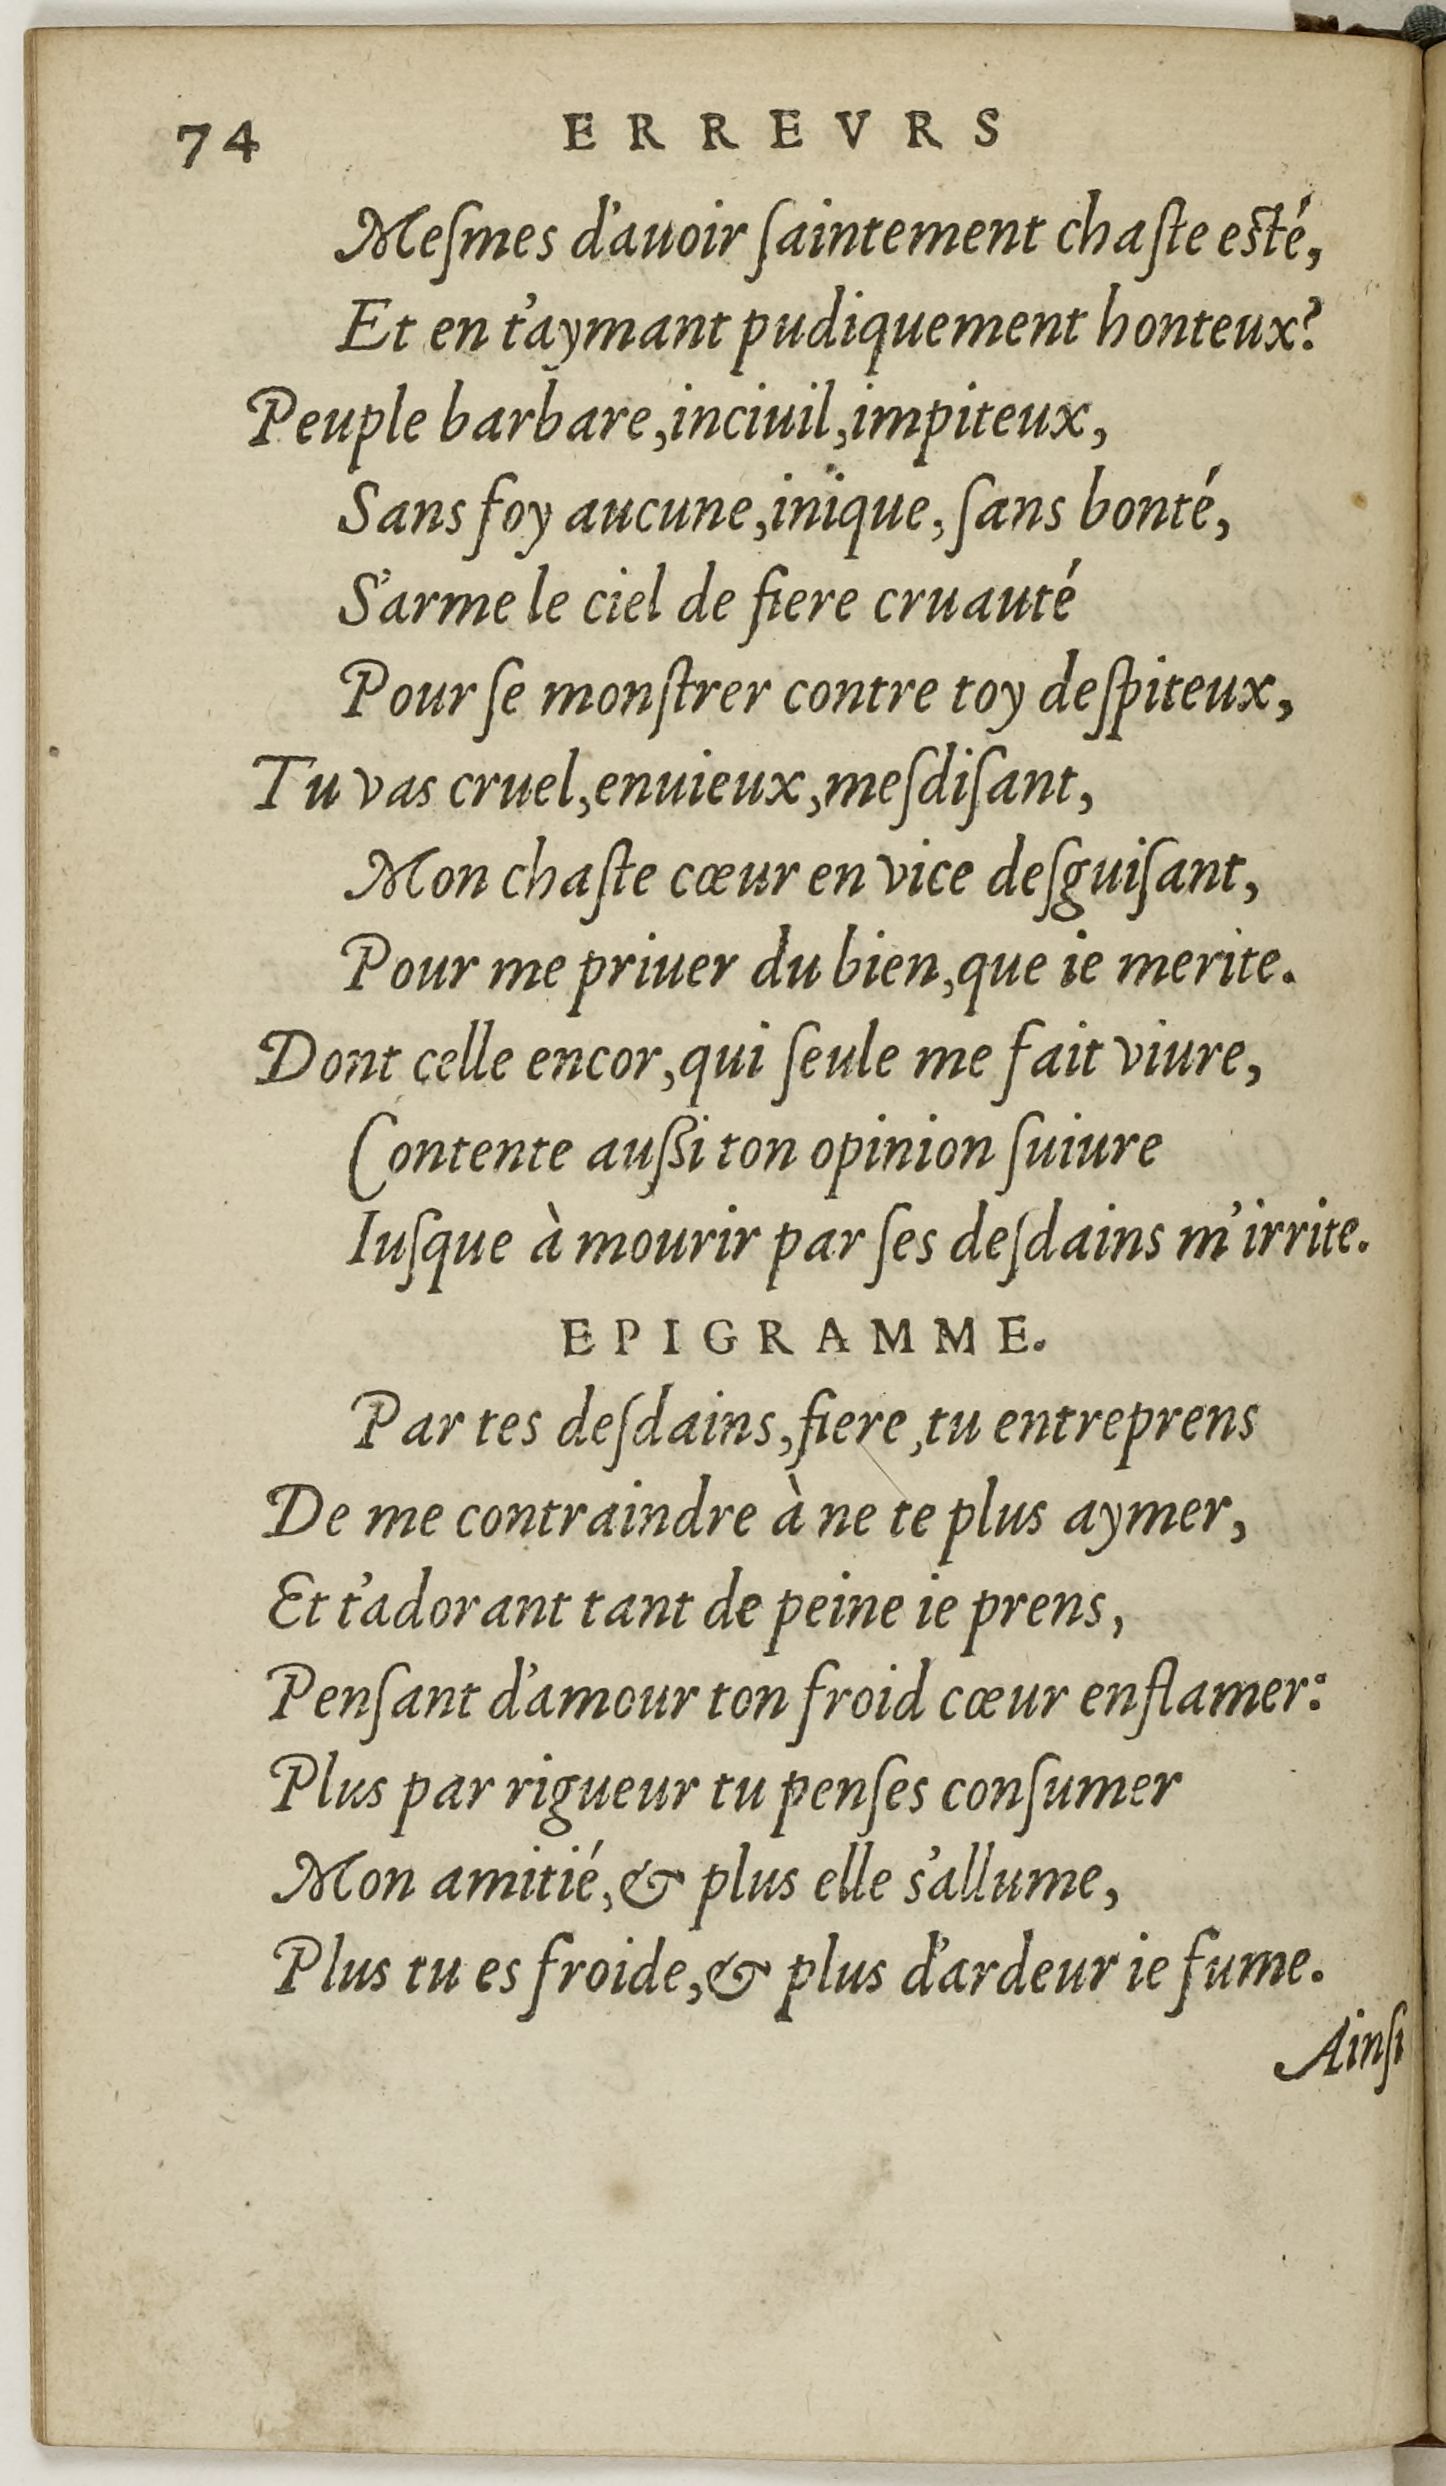 74 ERREVRS
Meſmes d'auoir ſaintement chaſte eſté,
Et en t'aymant pudiquement honteux?
Peuple barbare, inciuil, impiteux,
Sans foy aucune, inïque, ſans bonté,
S'arme le ciel de fiere cruauté
Pour ſe monſtrer contre toy deſpiteux,
Tu vas cruel, enuieux, meſdiſant,
Mon chaſte cœur en vice deſguiſant,
Pour me priuer du bien, que ie merite.
Dont celle encor, qui ſeule me fait viure,
Contente auſsi ton opinion ſuiure
Iuſque à mourir par ſes deſdains m'irrite.
EPIGRAMME.
Par tes deſdains, fiere, tu entreprens
De me contraindre à ne te plus aymer,
Et t'adorant tant de peine ie prens,
Penſant d'amour ton froid cœur enflamer:
Plus par rigueur tu penſes conſumer
Mon amitié, & plus elle s'allume,
Plus tu es froide, & plus d'ardeur ie fume.
Ainſi